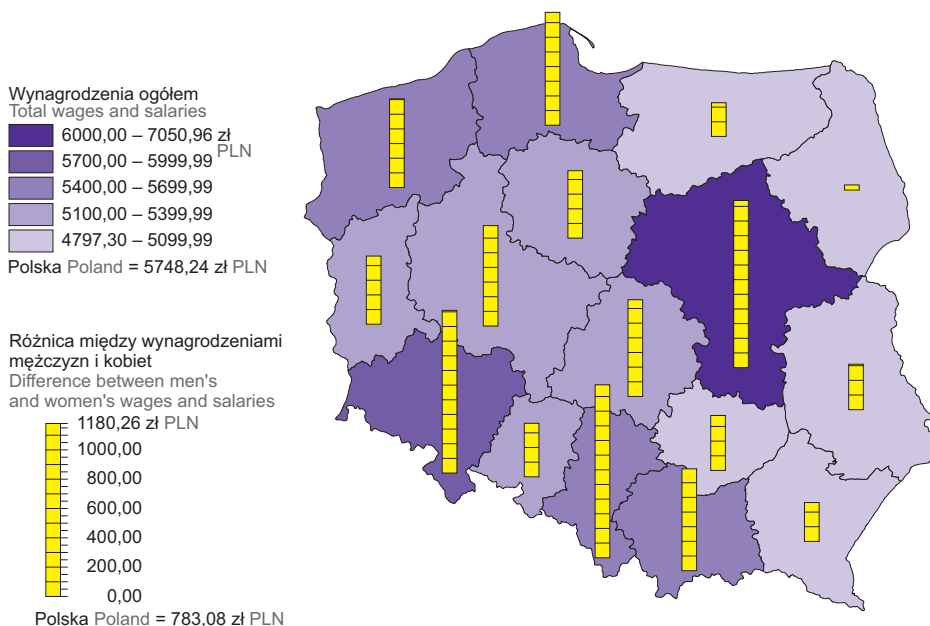 Wynagrodzenia ogółem
Total wages and salaries
6000,00 – 7050,96 zł
PLN
5700,00 – 5999,99
5400,00 – 5699,99
5100,00 – 5399,99
4797,30 – 5099,99
Polska Poland = 5748,24 zł PLN
Różnica między wynagrodzeniami
mężczyzn i kobiet
Difference between men's
and women's wages and salaries
1180,26 zł PLN
1000,00
800,00
600,00
400,00
200,00
0,00
Polska Poland = 783,08 zł PLN